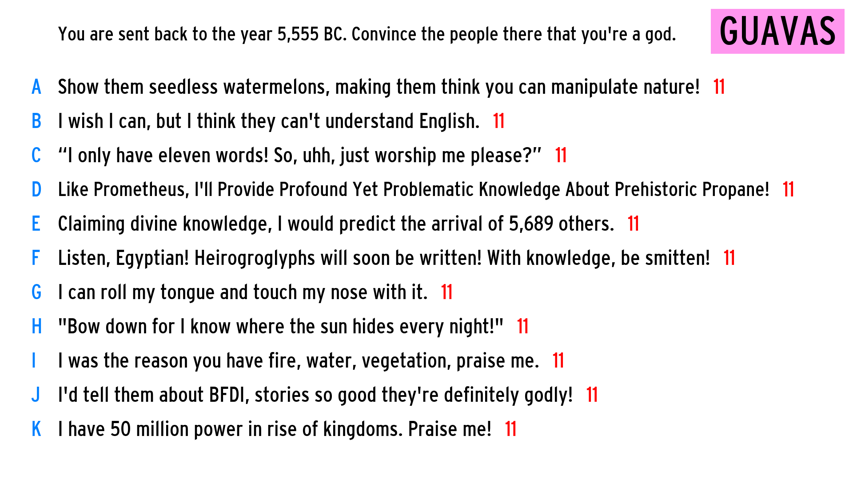 You are sent back to the year 5,555 BC. Convince the people there that you're a god.
GUAVAS
A Show them seedless watermelons, making them think you can manipulate nature! 11
B I wish I can, but I think they can't understand English. 11
C “I only have eleven words! So, uhh, just worship me please?” 11
D Like Prometheus, I'll Provide Profound Yet Problematic Knowledge About Prehistoric Propane! 11
E Claiming divine knowledge, I would predict the arrival of 5,689 others. 11
F Listen, Egyptian! Heirogroglyphs will soon be written! With knowledge, be smitten! 11
G I can roll my tongue and touch my nose with it. 11
H "Bow down for I know where the sun hides every night!" 11
I I was the reason you have fire, water, vegetation, praise me. 11
J I'd tell them about BFDI, stories so good they're definitely godly! 11
K I have 50 million power in rise of kingdoms. Praise me! 11